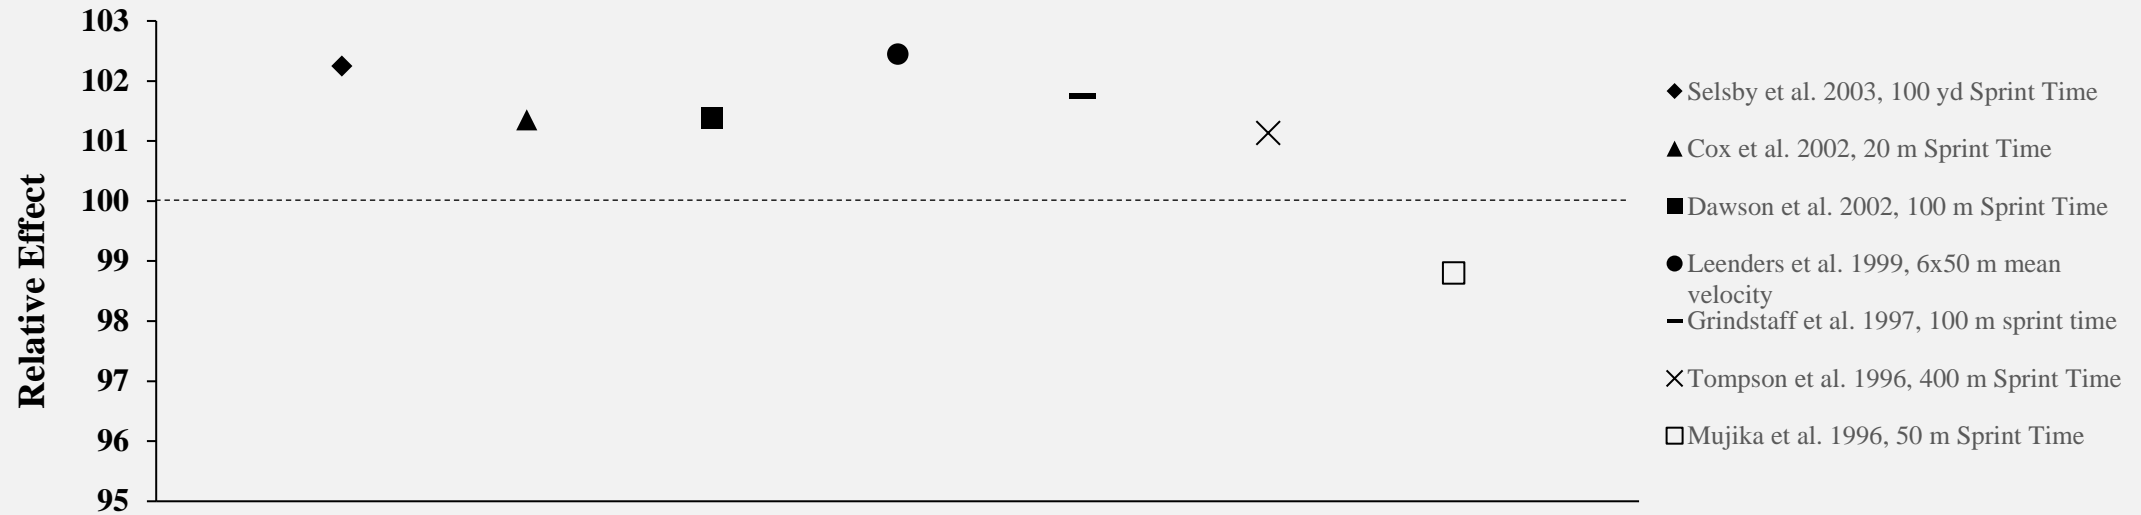 103
102
101
100
99
98
97
96
95
Relative Effect
Selsby et al. 2003, 100 yd Sprint Time
Cox et al. 2002, 20 m Sprint Time
Dawson et al. 2002, 100 m Sprint Time
Leenders et al. 1999, 6x50 m mean
velocity
Grindstaff et al. 1997, 100 m sprint time
Tompson et al. 1996, 400 m Sprint Time
Mujika et al. 1996, 50 m Sprint Time